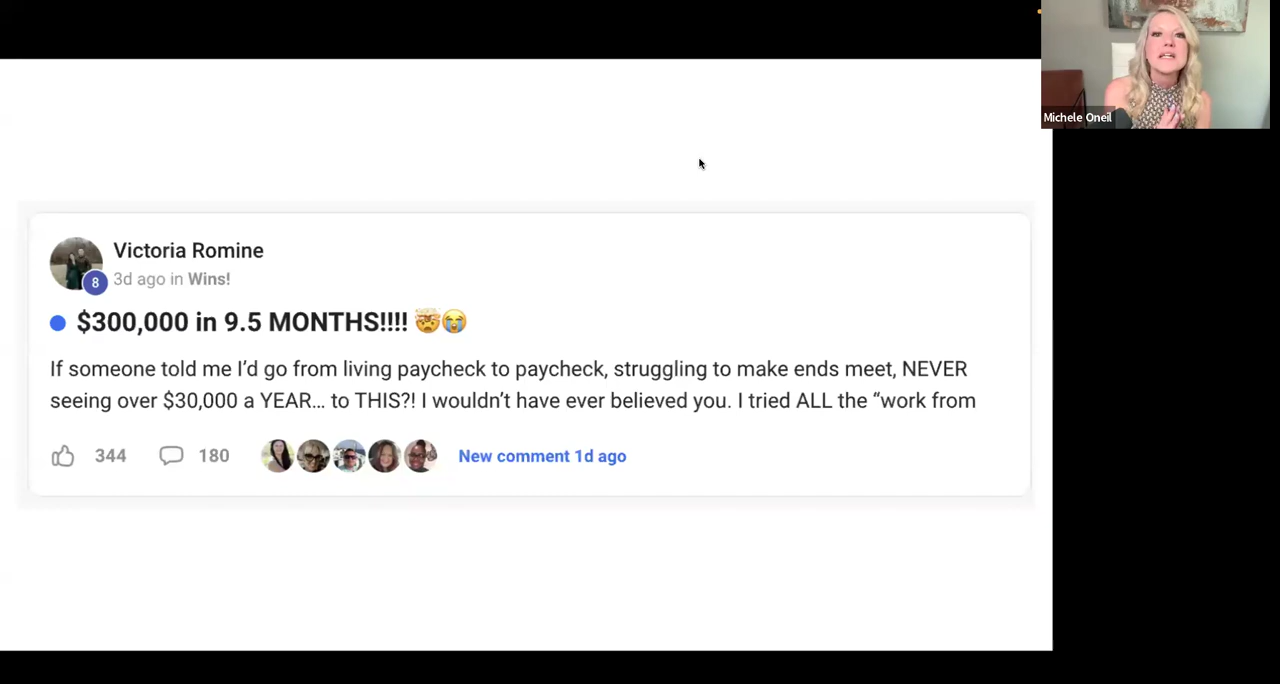 Michele Oneil
Victoria Romine
8
3d ago in Wins!
$300,000 in 9.5 MONTHS!!!! 🤯😭
If someone told me I’d go from living paycheck to paycheck, struggling to make ends meet, NEVER
seeing over $30,000 a YEAR... to THIS?! I wouldn’t have ever believed you. I tried ALL the “work from
344 180 New comment 1d ago